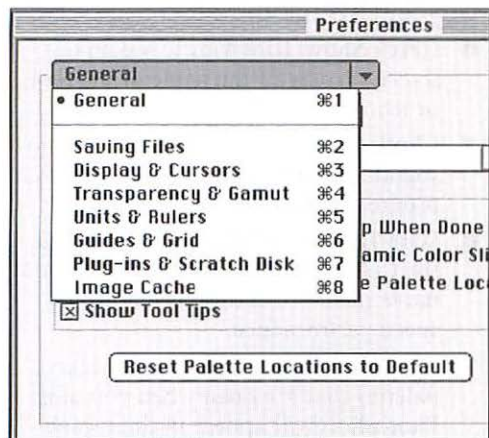 Preferences
General
• General ⌘1
Saving Files ⌘2
Display & Cursors ⌘3
Transparency & Gamut ⌘4
Units & Rulers ⌘5
p When Done
Guides & Grid ⌘6
amic Color Sli
Plug-ins & Scratch Disk ⌘7
e Palette Loca
Image Cache ⌘8
Show Tool Tips
Reset Palette Locations to Default